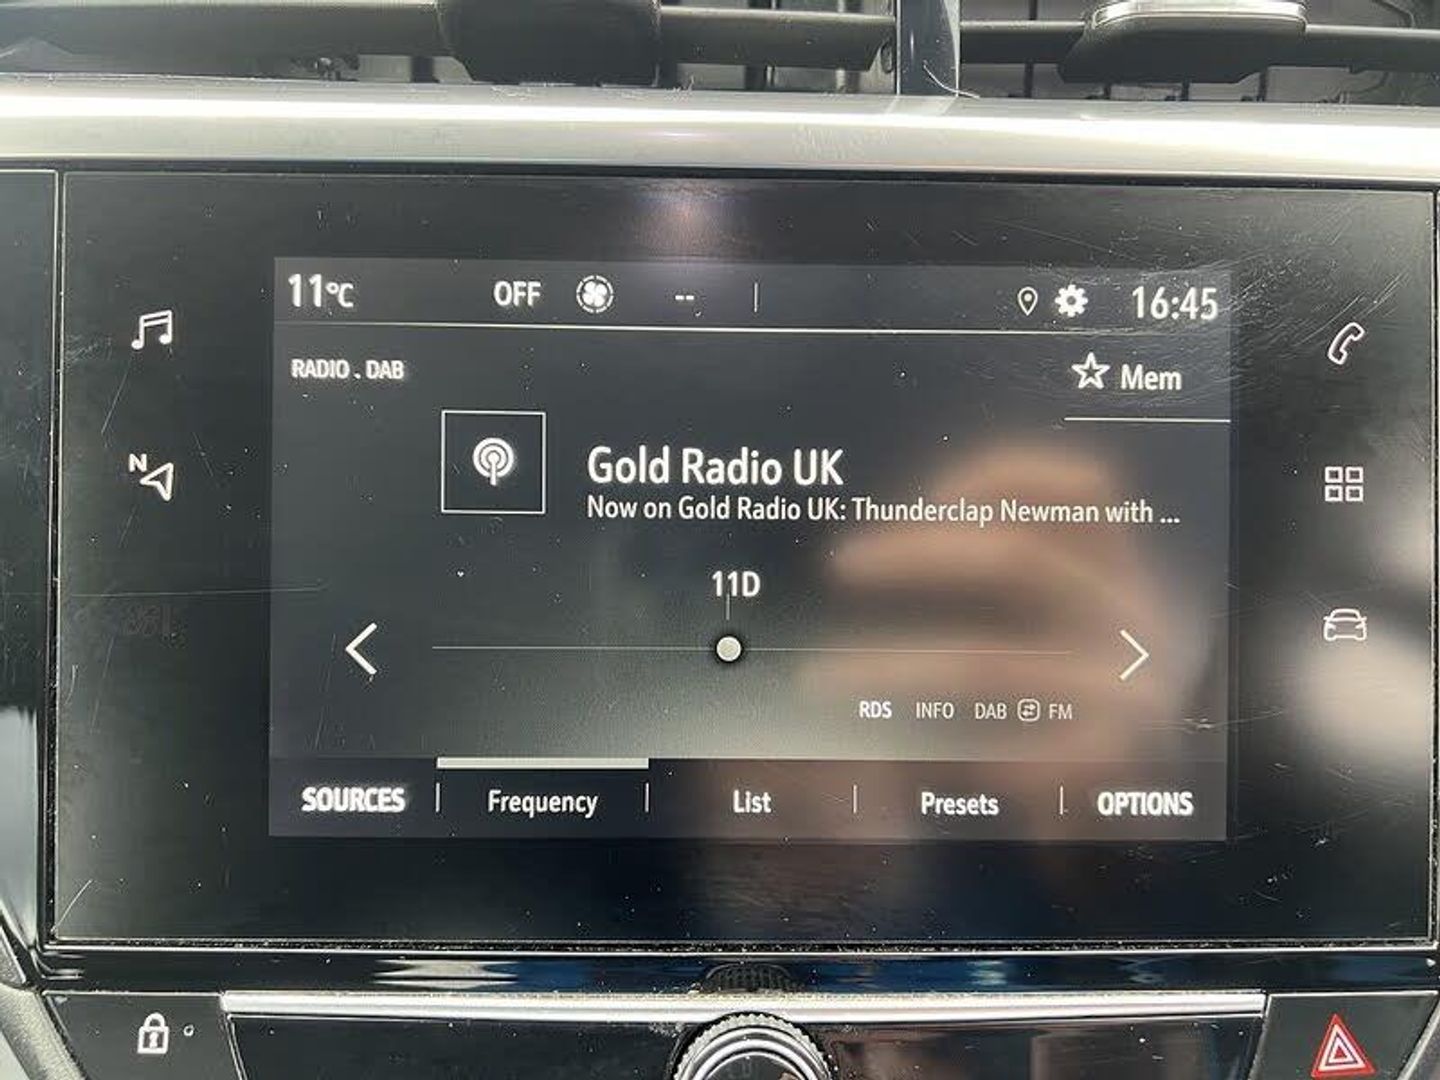 11°C OFF -- 16:45
RADIO . DAB
Mem
Gold Radio UK
Now on Gold Radio UK: Thunderclap Newman with ...
11D
N
RDS INFO DAB FM
SOURCES Frequency List Presets OPTIONS